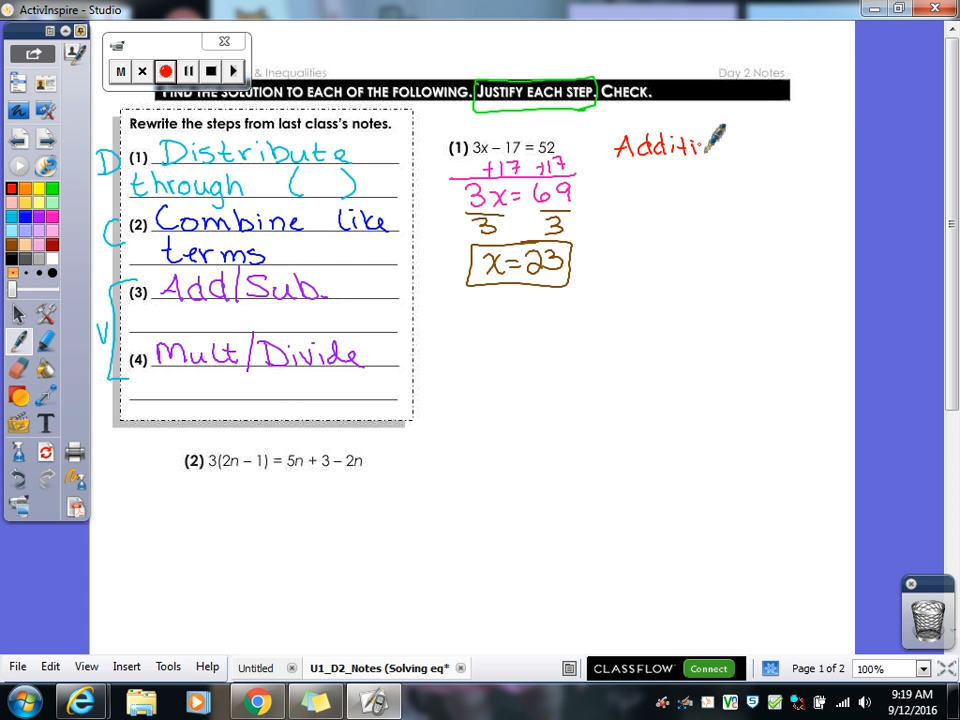 ActivInspire - Studio
& Inequalities
Day 2 Notes
FIND THE SOLUTION TO EACH OF THE FOLLOWING. JUSTIFY EACH STEP. CHECK.
Rewrite the steps from last class's notes.
D (1) Distribute
through ( )
C (2) Combine like
terms
V (3) Add/Sub.
(4) Mult/Divide
(1) 3x – 17 = 52
+17 +17
3x = 69
3 3
x = 23
Additi
(2) 3(2n – 1) = 5n + 3 – 2n
File Edit View Insert Tools Help
Untitled
U1_D2_Notes (Solving eq*
CLASSFLOW Connect
Page 1 of 2
100%
9:19 AM
9/12/2016